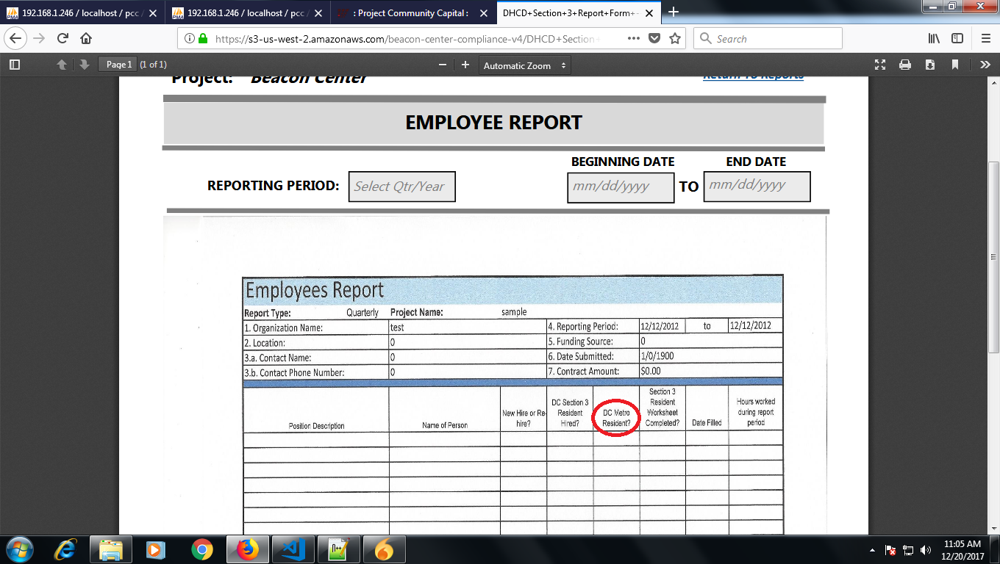 192.168.1.246 / localhost / pcc /
192.168.1.246 / localhost / pcc /
: Project Community Capital :
DHCD+Section+3+Report+Form+
https://s3-us-west-2.amazonaws.com/beacon-center-compliance-v4/DHCD+Section
Search
Page 1 (1 of 1)
Automatic Zoom
Project: Beacon Center
Return To Reports
EMPLOYEE REPORT
BEGINNING DATE
END DATE
REPORTING PERIOD:
Select Qtr/Year
mm/dd/yyyy
TO
mm/dd/yyyy
Employees Report
Report Type: Quarterly Project Name: sample
1. Organization Name: test 4. Reporting Period: 12/12/2012 to 12/12/2012
2. Location: 0 5. Funding Source: 0
3.a. Contact Name: 0 6. Date Submitted: 1/0/1900
3.b. Contact Phone Number: 0 7. Contract Amount: $0.00
Position Description
Name of Person
New Hire or Re-
hire?
DC Section 3
Resident
Hired?
DC Metro
Resident?
Section 3
Resident
Worksheet
Completed?
Date Filled
Hours worked
during report
period
11:05 AM
12/20/2017